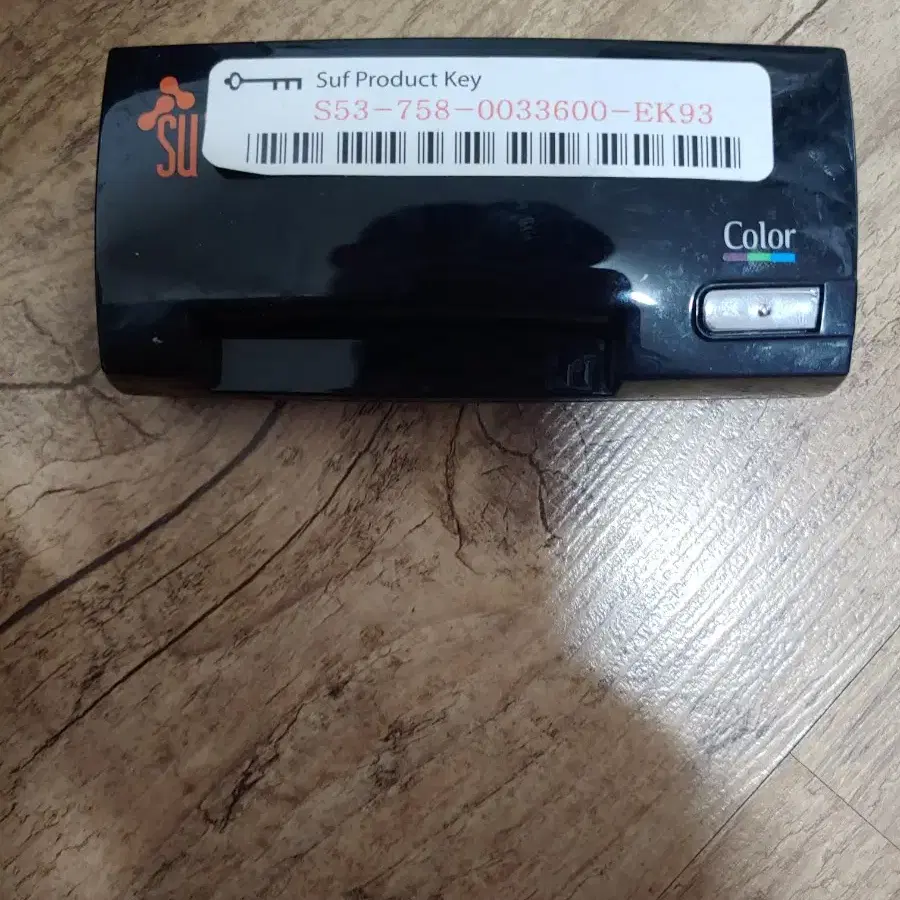 SU
Suf Product Key
S53-758-0033600-EK93
Color